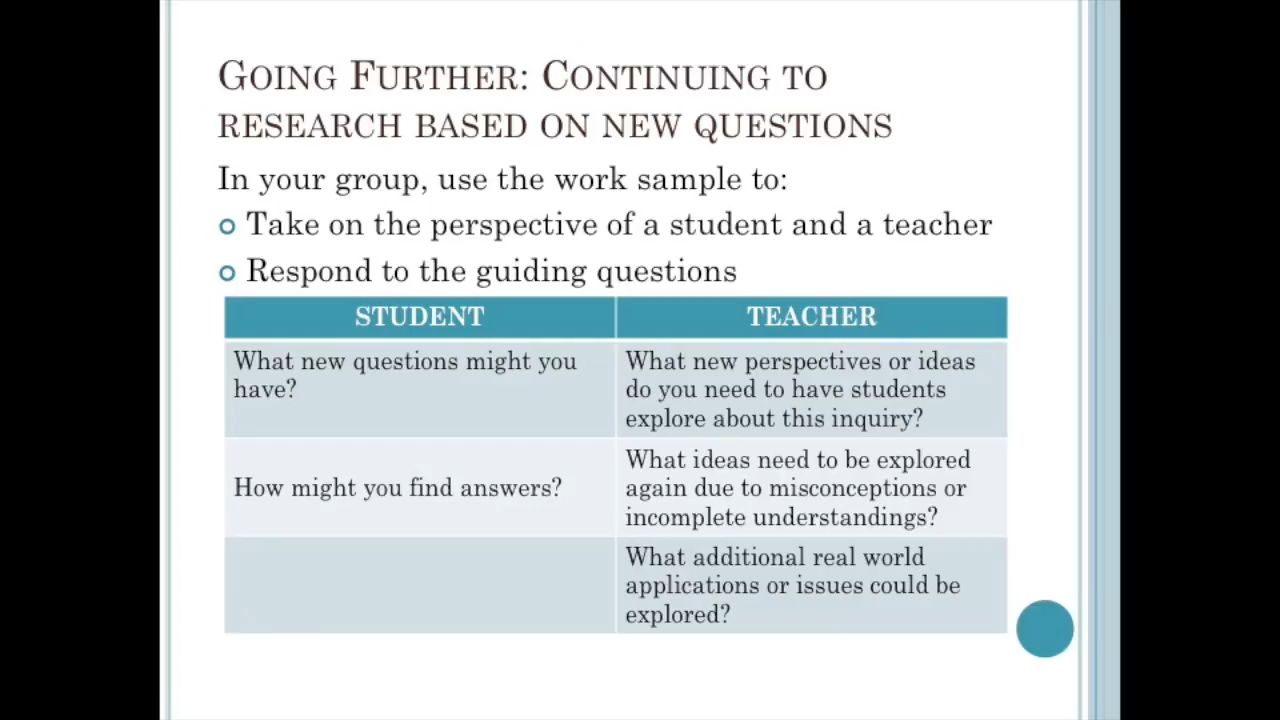 GOING FURTHER: CONTINUING TO
RESEARCH BASED ON NEW QUESTIONS
In your group, use the work sample to:
Take on the perspective of a student and a teacher
Respond to the guiding questions
STUDENT
TEACHER
What new questions might you
have?
What new perspectives or ideas
do you need to have students
explore about this inquiry?
How might you find answers?
What ideas need to be explored
again due to misconceptions or
incomplete understandings?
What additional real world
applications or issues could be
explored?